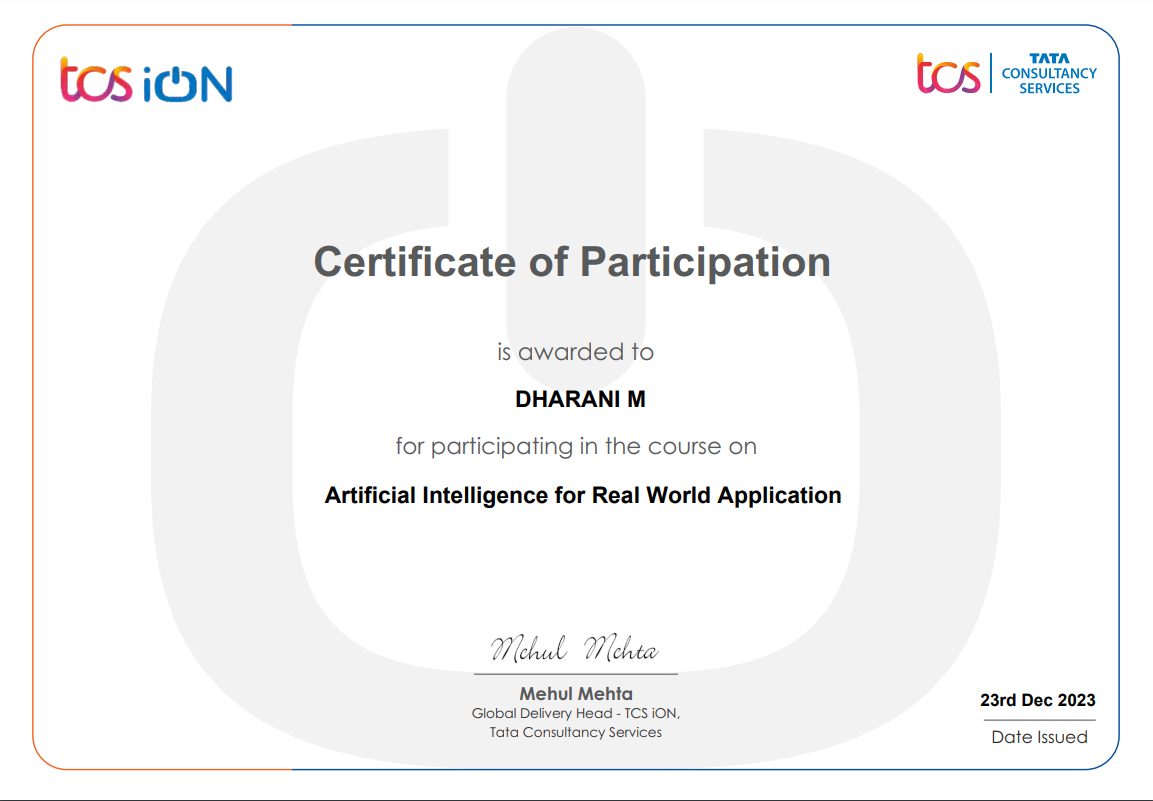 tcs iON
tcs | TATA
CONSULTANCY
SERVICES
Certificate of Participation
is awarded to
DHARANI M
for participating in the course on
Artificial Intelligence for Real World Application
Mehul Mehta
Mehul Mehta
Global Delivery Head - TCS iON,
Tata Consultancy Services
23rd Dec 2023
Date Issued